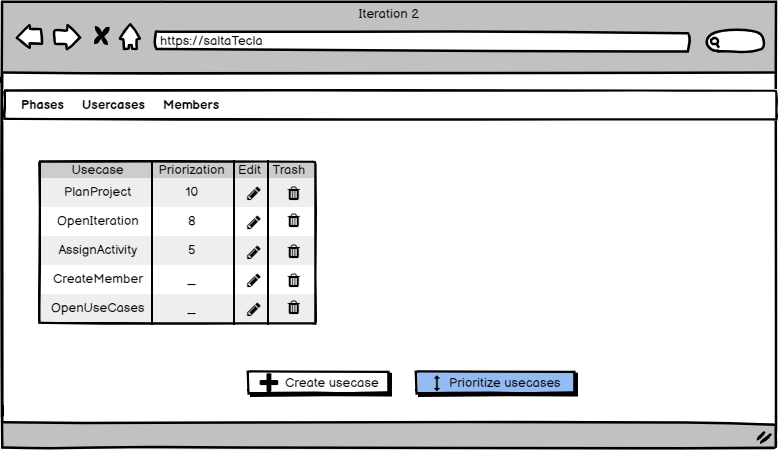 Iteration 2
https://saltaTecla
Phases Usercases Members
Usecase Priorization Edit Trash
PlanProject 10
OpenIteration 8
AssignActivity 5
CreateMember _
OpenUseCases _
Create usecase Prioritize usecases